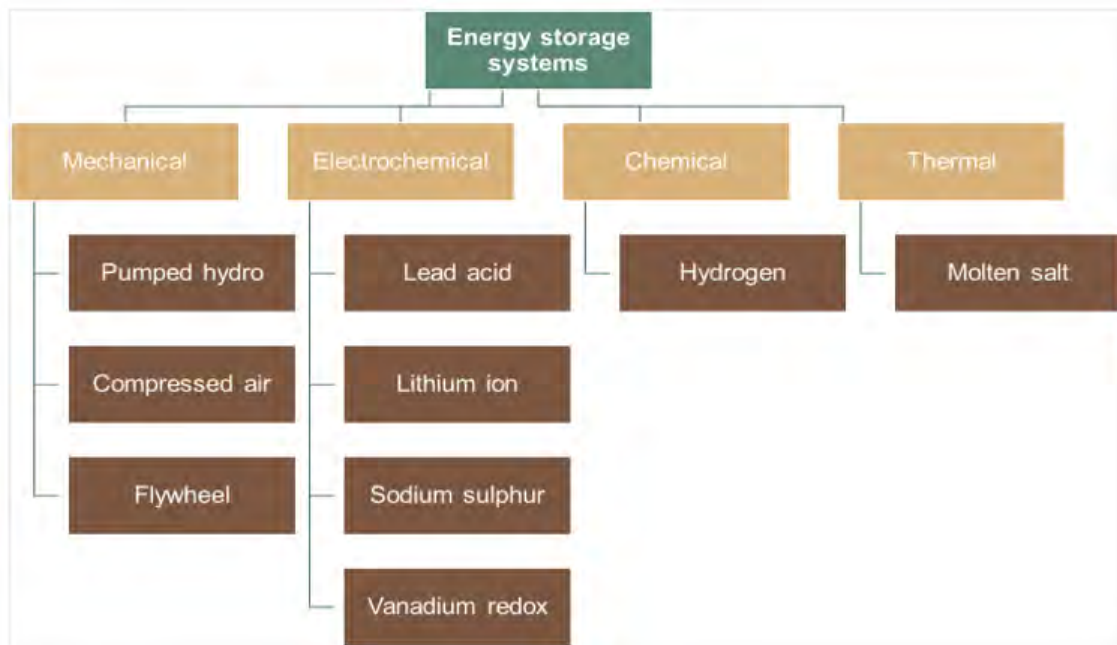 Energy storage
systems
Mechanical
Electrochemical
Chemical
Thermal
Pumped hydro
Lead acid
Hydrogen
Molten salt
Compressed air
Lithium ion
Flywheel
Sodium sulphur
Vanadium redox